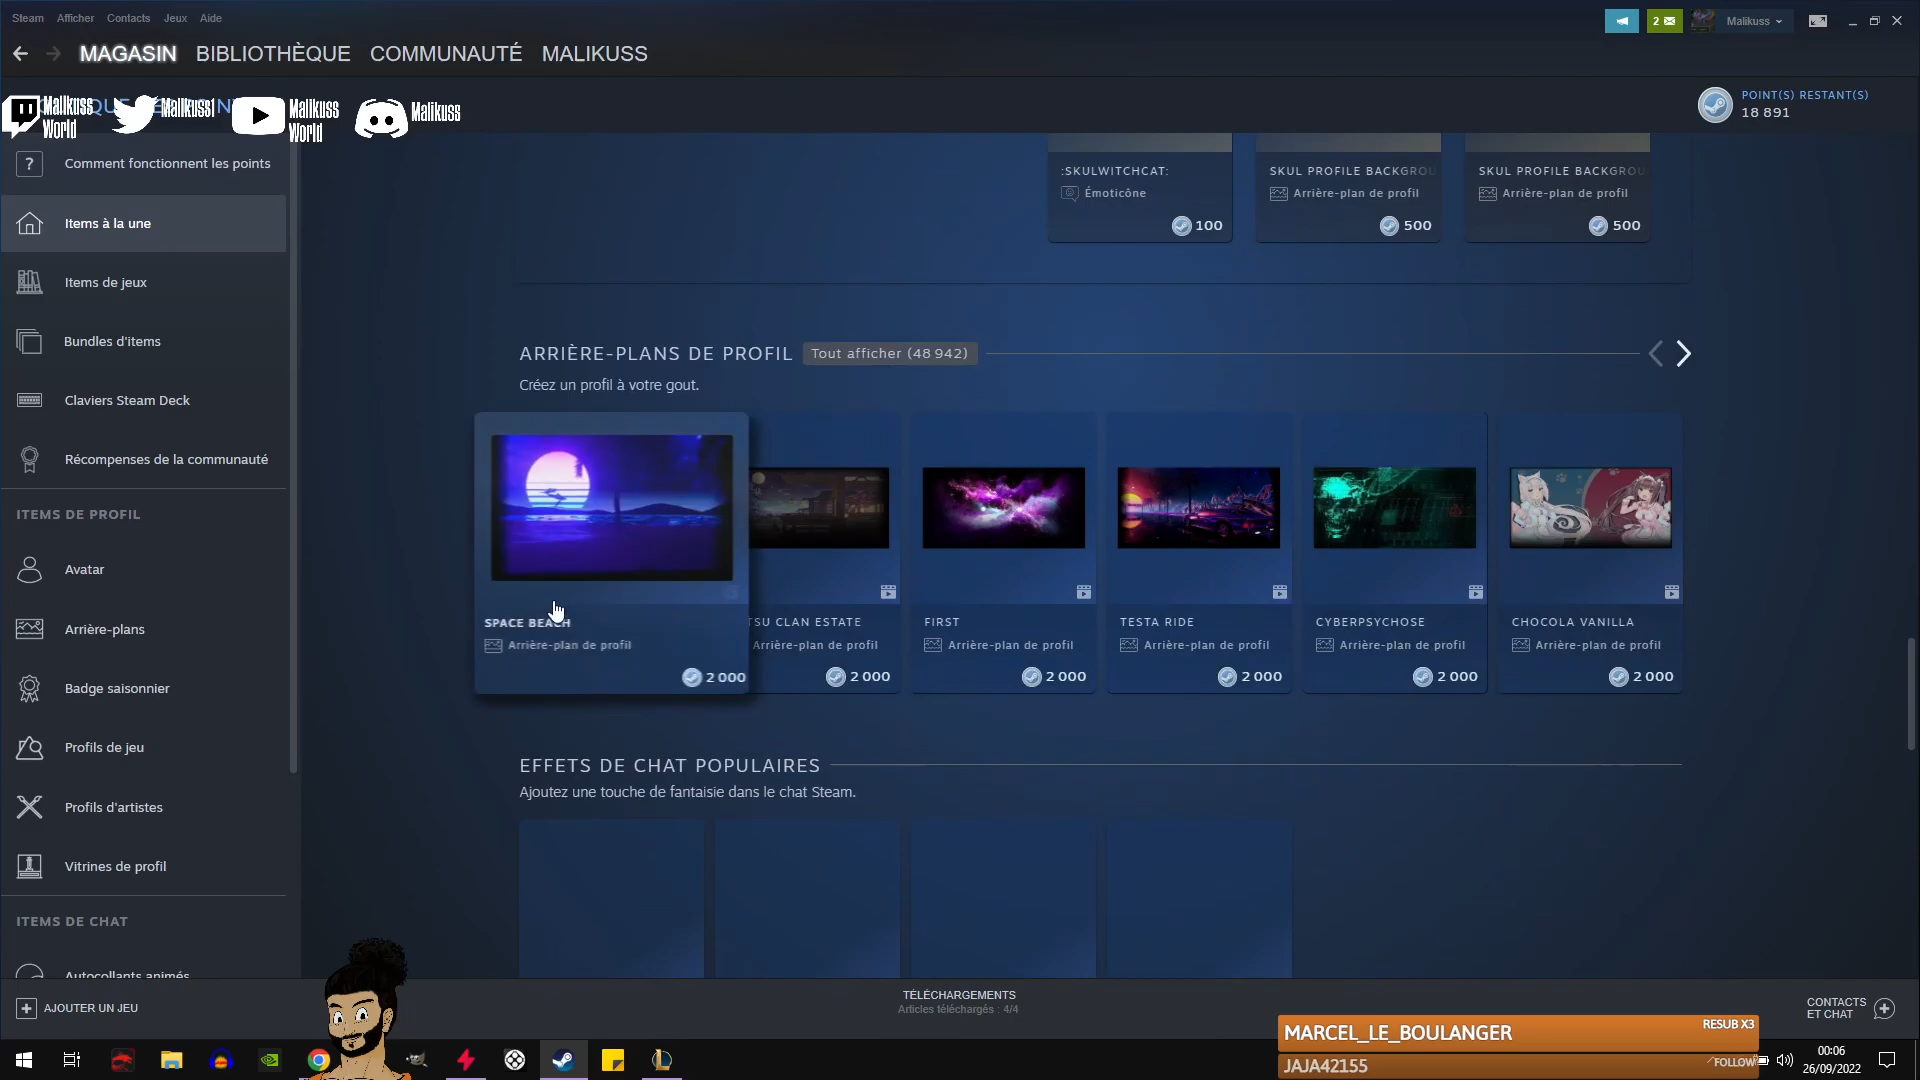 Steam Afficher Contacts Jeux Aide
2
Malikuss
MAGASIN BIBLIOTHÈQUE COMMUNAUTÉ MALIKUSS
Malikuss World
Malikuss1
Malikuss World
Malikuss
POINT(S) RESTANT(S)
18 891
? Comment fonctionnent les points
Items à la une
Items de jeux
Bundles d'items
Claviers Steam Deck
Récompenses de la communauté
ITEMS DE PROFIL
Avatar
Arrière-plans
Badge saisonnier
Profils de jeu
Profils d'artistes
Vitrines de profil
ITEMS DE CHAT
Autocollants animés
:SKULWITCHCAT:
Émoticône
100
SKUL PROFILE BACKGROU
Arrière-plan de profil
500
SKUL PROFILE BACKGROU
Arrière-plan de profil
500
ARRIÈRE-PLANS DE PROFIL Tout afficher (48 942)
Créez un profil à votre gout.
SPACE BEACH
Arrière-plan de profil
2 000
TSU CLAN ESTATE
Arrière-plan de profil
2 000
FIRST
Arrière-plan de profil
2 000
TESTA RIDE
Arrière-plan de profil
2 000
CYBERPSYCHOSE
Arrière-plan de profil
2 000
CHOCOLA VANILLA
Arrière-plan de profil
2 000
EFFETS DE CHAT POPULAIRES
Ajoutez une touche de fantaisie dans le chat Steam.
AJOUTER UN JEU
TÉLÉCHARGEMENTS
Articles téléchargés : 4/4
CONTACTS
ET CHAT
MARCEL_LE_BOULANGER RESUB X3
JAJA42155 FOLLOW
00:06
26/09/2022